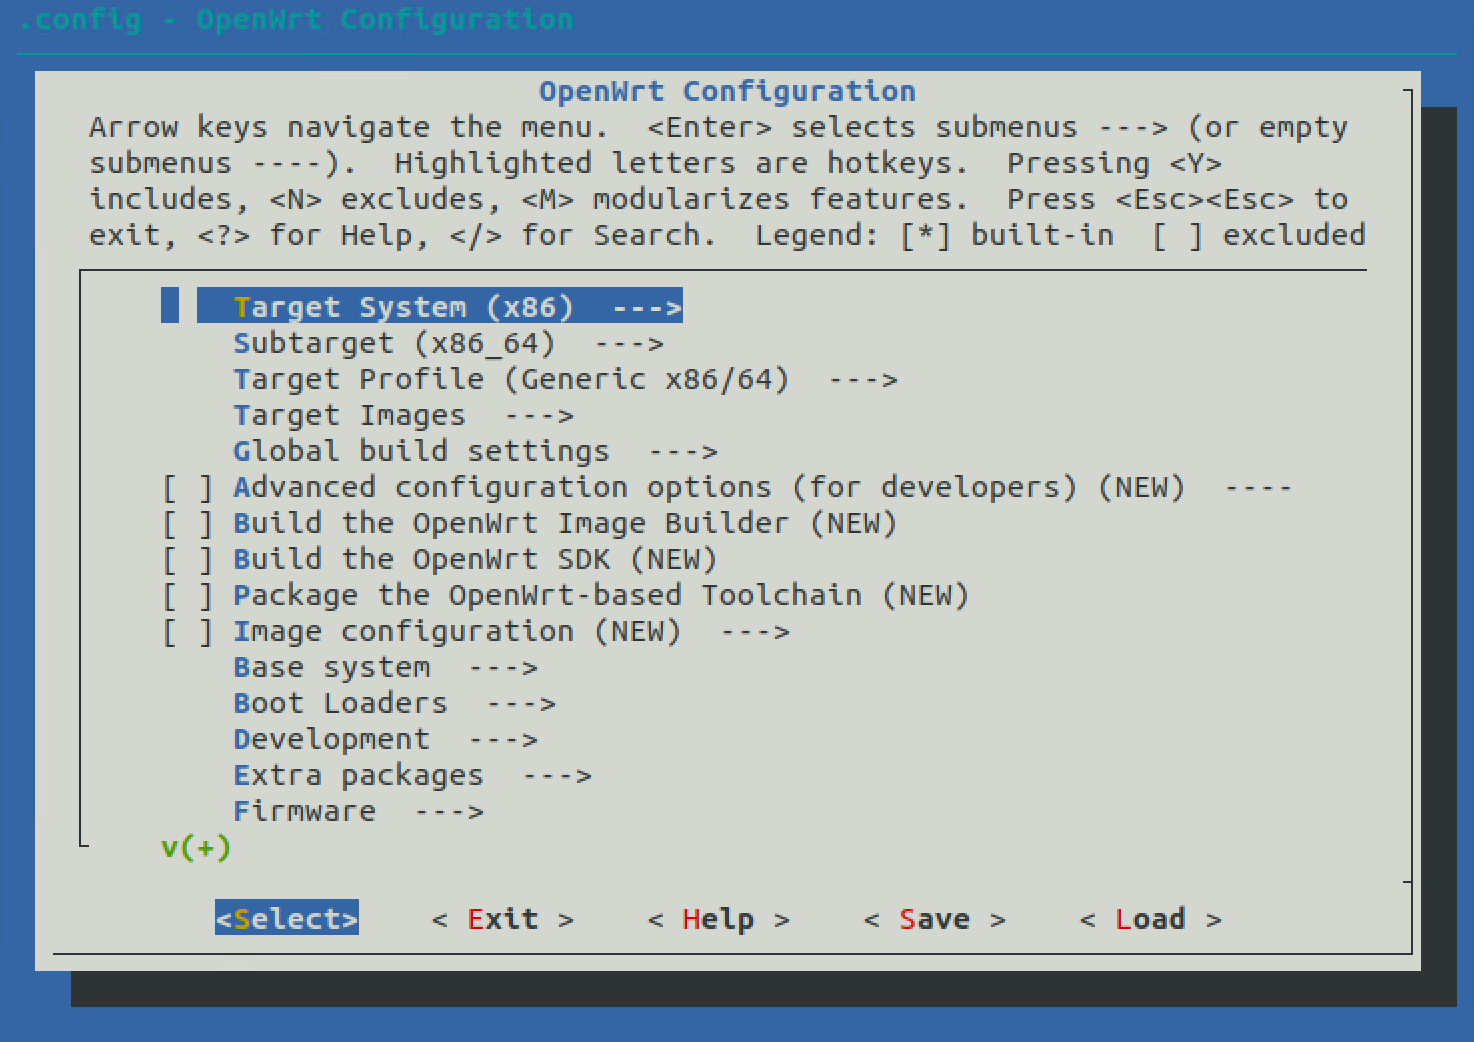 .config - OpenWrt Configuration
OpenWrt Configuration
Arrow keys navigate the menu.  <Enter> selects submenus ---> (or empty
submenus ----).  Highlighted letters are hotkeys.  Pressing <Y>
includes, <N> excludes, <M> modularizes features.  Press <Esc><Esc> to
exit, <?> for Help, </> for Search.  Legend: [*] built-in  [ ] excluded
Target System (x86)  --->
Subtarget (x86_64)  --->
Target Profile (Generic x86/64)  --->
Target Images  --->
Global build settings  --->
[ ] Advanced configuration options (for developers) (NEW)  ----
[ ] Build the OpenWrt Image Builder (NEW)
[ ] Build the OpenWrt SDK (NEW)
[ ] Package the OpenWrt-based Toolchain (NEW)
[ ] Image configuration (NEW)  --->
Base system  --->
Boot Loaders  --->
Development  --->
Extra packages  --->
Firmware  --->
v(+)
<Select>    < Exit >    < Help >    < Save >    < Load >